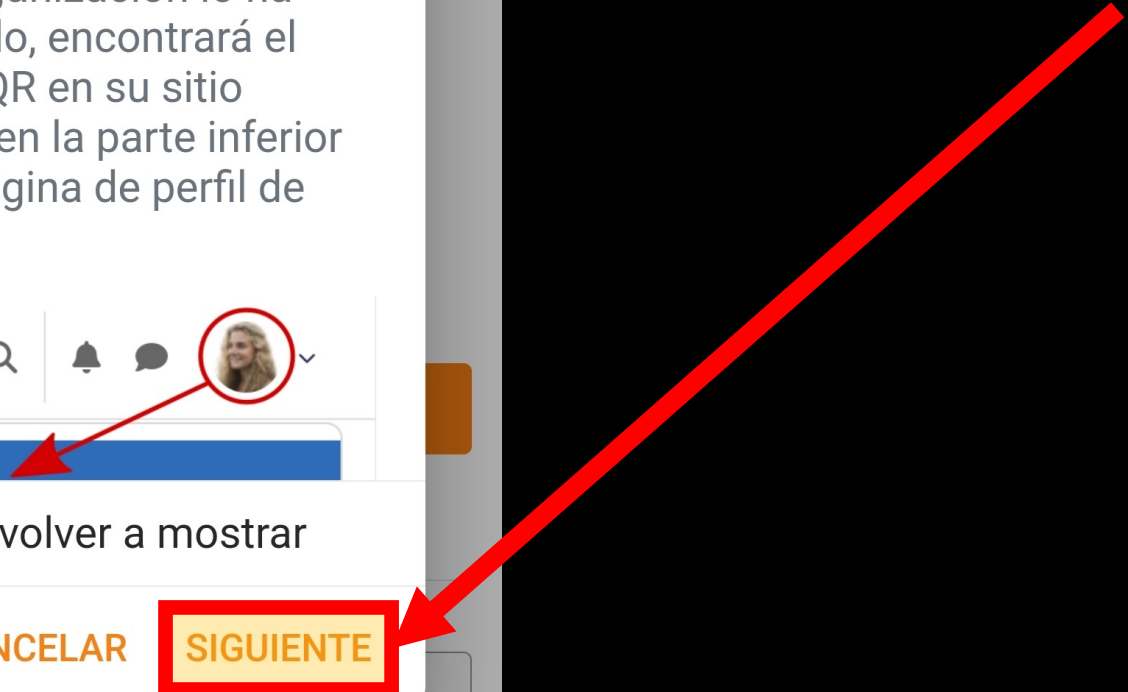 lo, encontrará el
QR en su sitio
en la parte inferior
gina de perfil de
volver a mostrar
NCELAR
SIGUIENTE